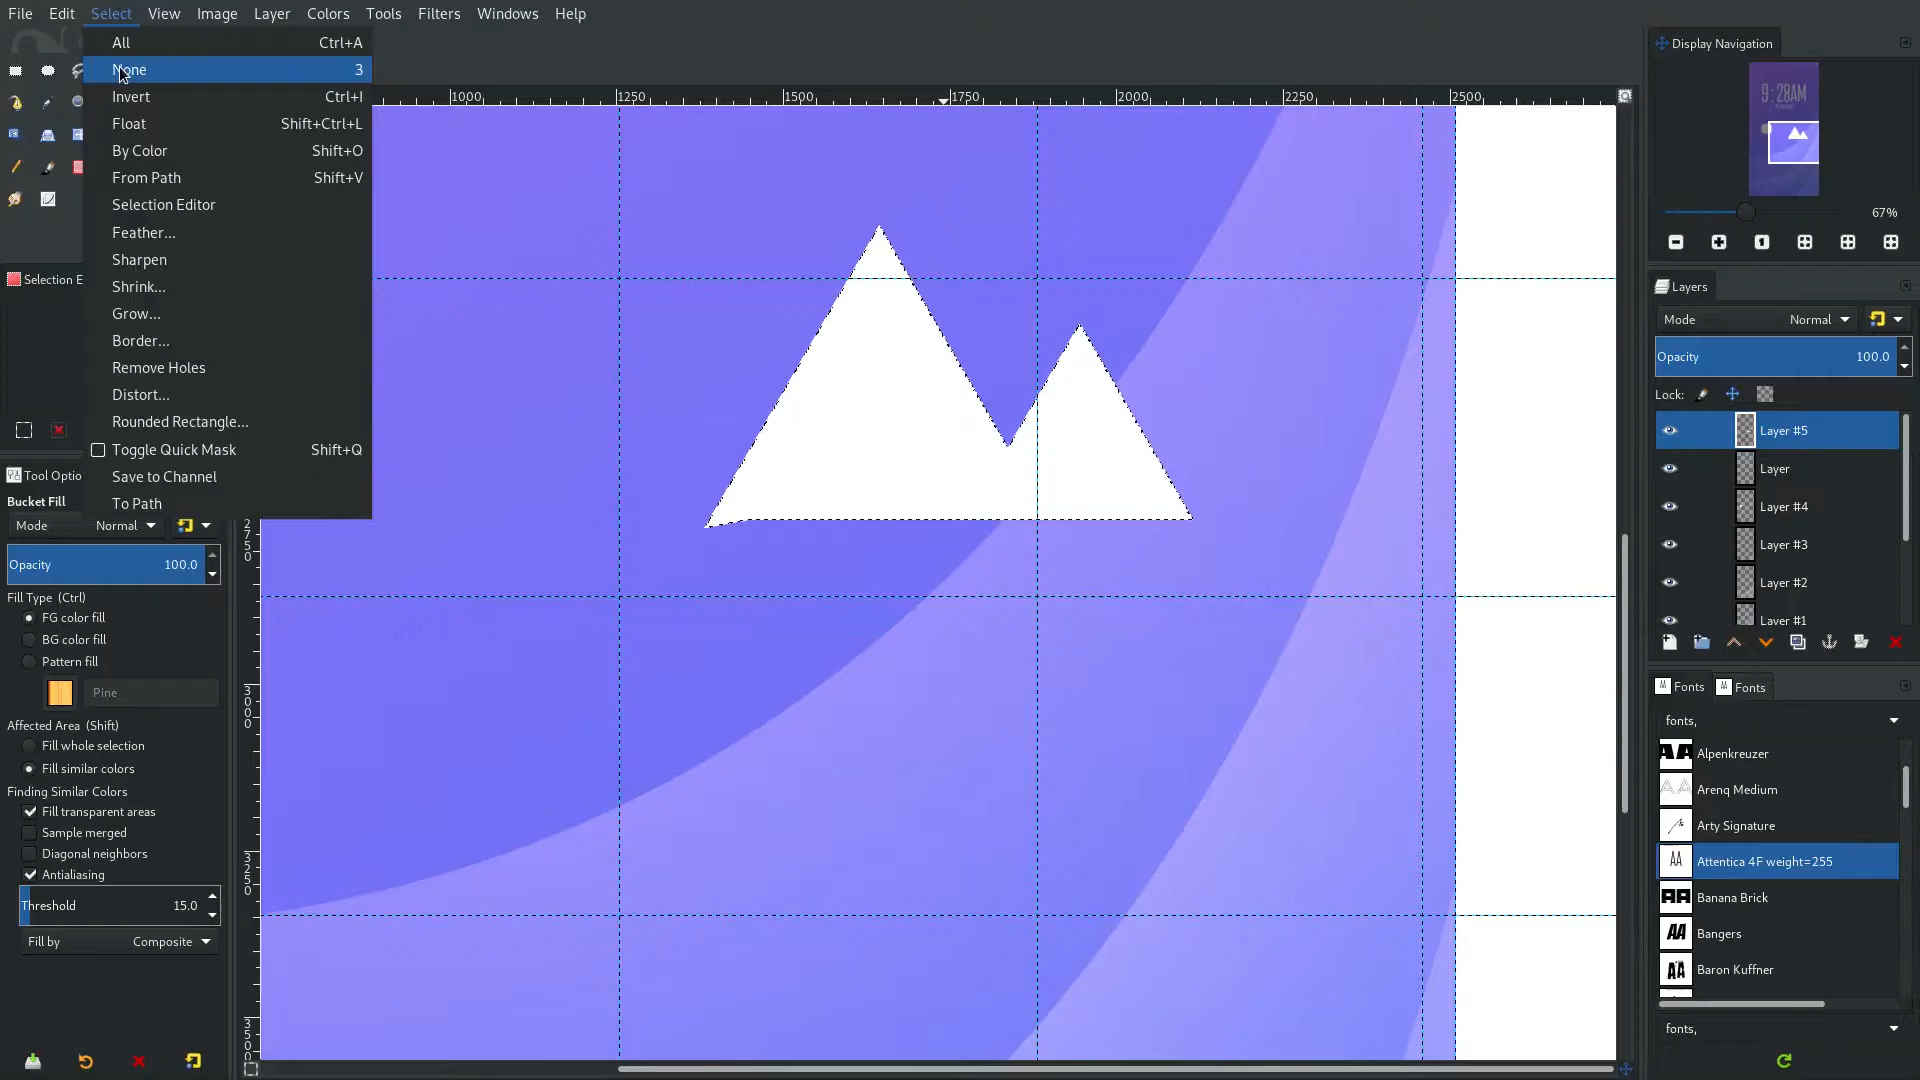 File Edit Select View Image Layer Colors Tools Filters Windows Help
All Ctrl+A
None 3
Invert Ctrl+I
Float Shift+Ctrl+L
By Color Shift+O
From Path Shift+V
Selection Editor
Feather...
Sharpen
Shrink...
Grow...
Border...
Remove Holes
Distort...
Rounded Rectangle...
Toggle Quick Mask Shift+Q
Save to Channel
To Path
Selection E
Tool Optio
Bucket Fill
Mode Normal
Opacity 100.0
Fill Type (Ctrl)
FG color fill
BG color fill
Pattern fill
Pine
Affected Area (Shift)
Fill whole selection
Fill similar colors
Finding Similar Colors
Fill transparent areas
Sample merged
Diagonal neighbors
Antialiasing
Threshold 15.0
Fill by Composite
1000 1250 1500 1750 2000 2250 2500
2750
3000
3250
3500
Display Navigation
9:28AM
67%
Layers
Mode Normal
Opacity 100.0
Lock:
Layer #5
Layer
Layer #4
Layer #3
Layer #2
Layer #1
Fonts Fonts
fonts,
Alpenkreuzer
Arenq Medium
Arty Signature
Attentica 4F weight=255
Banana Brick
Bangers
Baron Kuffner
fonts,